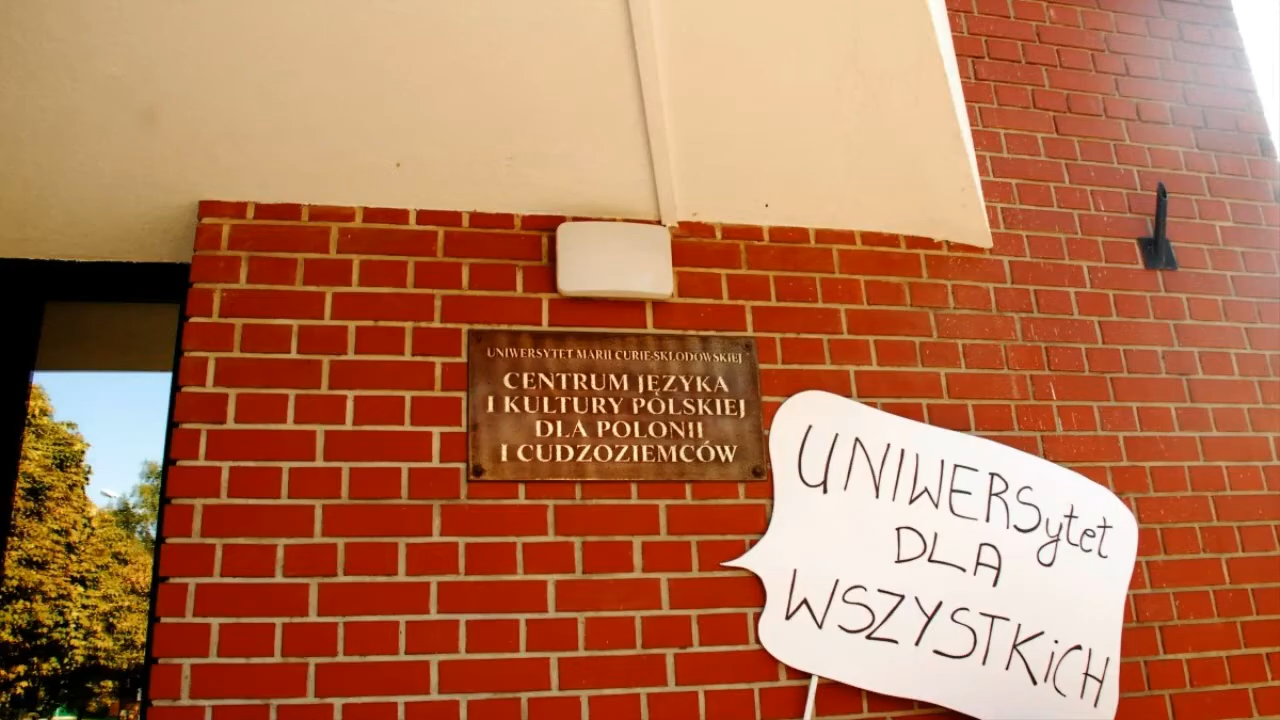 UNIWERSYTET MARII CURIE-SKŁODOWSKIEJ
CENTRUM JĘZYKA
I KULTURY POLSKIEJ
DLA POLONII
I CUDZOZIEMCÓW
UNIWERSytet
DLA
WSZYSTKiCH